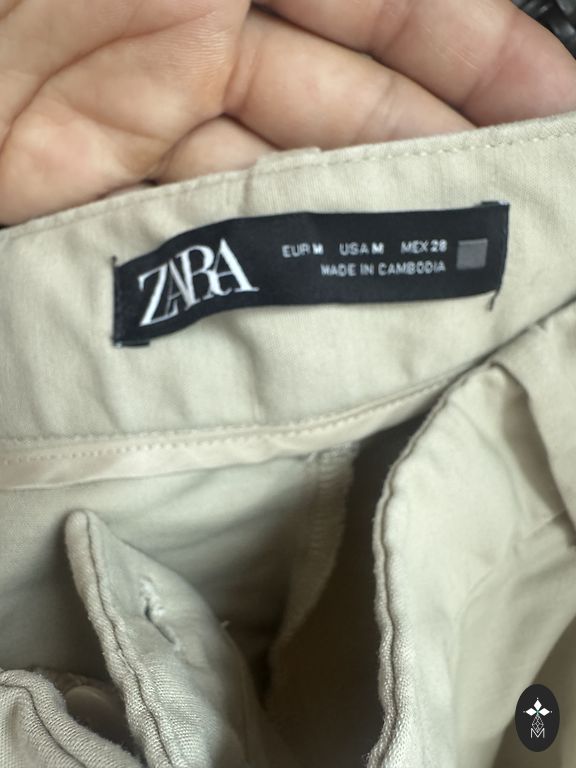 ZARA
EUR M USA M MEX 28
MADE IN CAMBODIA
M